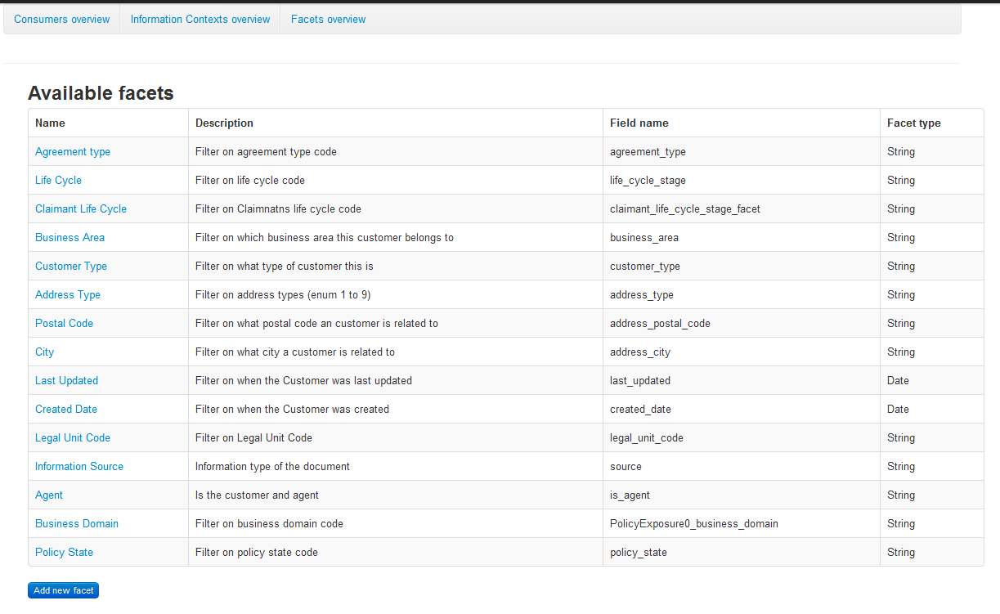 Consumers overview Information Contexts overview Facets overview
Available facets
Name Description Field name Facet type
Agreement type Filter on agreement type code agreement_type String
Life Cycle Filter on life cycle code life_cycle_stage String
Claimant Life Cycle Filter on Claimnatns life cycle code claimant_life_cycle_stage_facet String
Business Area Filter on which business area this customer belongs to business_area String
Customer Type Filter on what type of customer this is customer_type String
Address Type Filter on address types (enum 1 to 9) address_type String
Postal Code Filter on what postal code an customer is related to address_postal_code String
City Filter on what city a customer is related to address_city String
Last Updated Filter on when the Customer was last updated last_updated Date
Created Date Filter on when the Customer was created created_date Date
Legal Unit Code Filter on Legal Unit Code legal_unit_code String
Information Source Information type of the document source String
Agent Is the customer and agent is_agent String
Business Domain Filter on business domain code PolicyExposure0_business_domain String
Policy State Filter on policy state code policy_state String
Add new facet